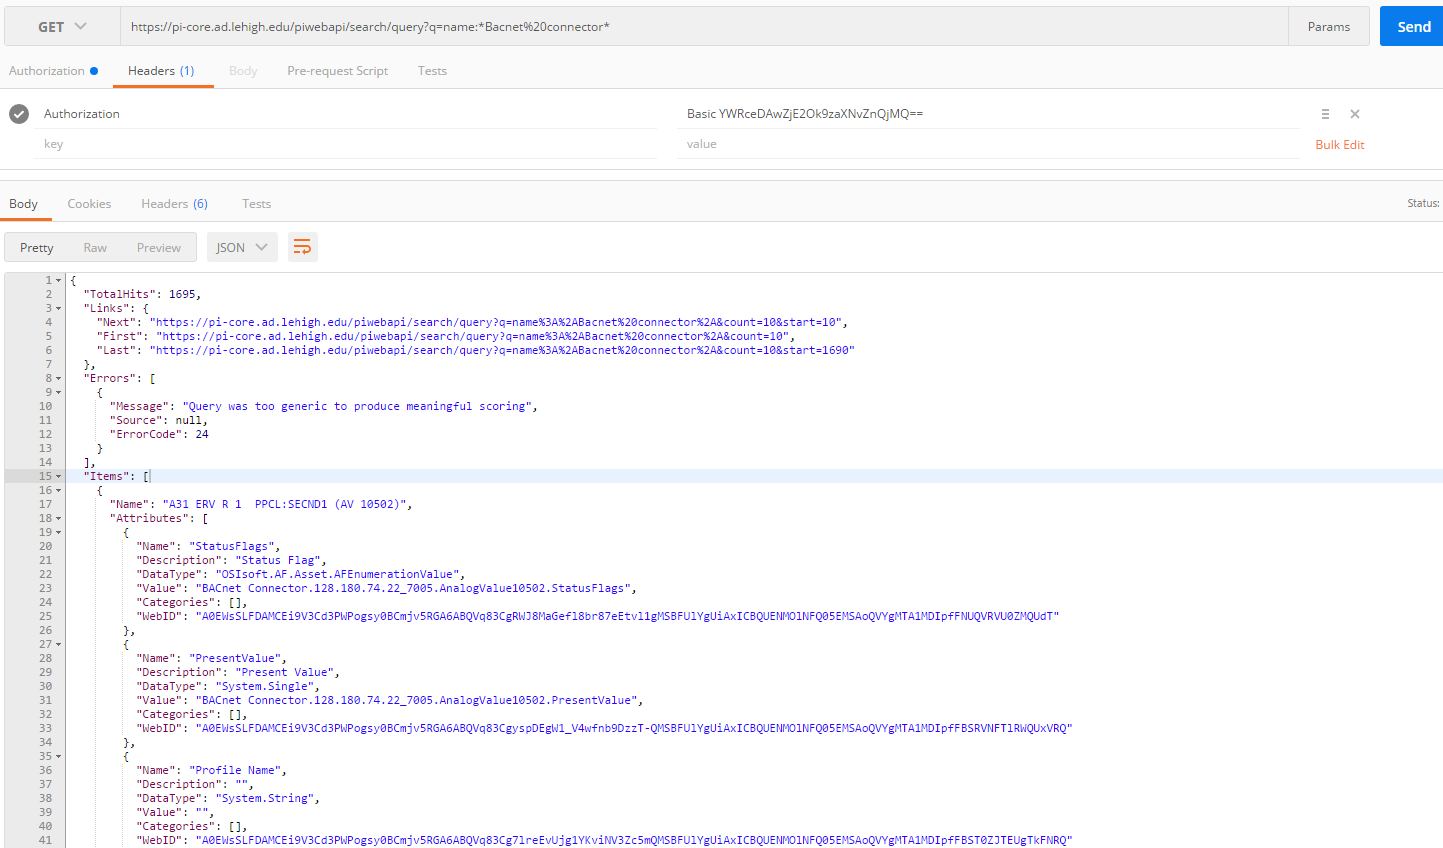 GET https://pi-core.ad.lehigh.edu/piwebapi/search/query?q=name:*Bacnet%20connector* Params Send
Authorization Headers (1) Body Pre-request Script Tests
Authorization Basic YWRceDAwZjE2Ok9zaXNvZnQjMQ==
key value Bulk Edit
Body Cookies Headers (6) Tests Status:
Pretty Raw Preview JSON
1 {
2 "TotalHits": 1695,
3 "Links": {
4 "Next": "https://pi-core.ad.lehigh.edu/piwebapi/search/query?q=name%3A%2ABacnet%20connector%2A&count=10&start=10",
5 "First": "https://pi-core.ad.lehigh.edu/piwebapi/search/query?q=name%3A%2ABacnet%20connector%2A&count=10",
6 "Last": "https://pi-core.ad.lehigh.edu/piwebapi/search/query?q=name%3A%2ABacnet%20connector%2A&count=10&start=1690"
7 },
8 "Errors": [
9 {
10 "Message": "Query was too generic to produce meaningful scoring",
11 "Source": null,
12 "ErrorCode": 24
13 }
14 ],
15 "Items": [
16 {
17 "Name": "A31 ERV R 1  PPCL:SECND1 (AV 10502)",
18 "Attributes": [
19 {
20 "Name": "StatusFlags",
21 "Description": "Status Flag",
22 "DataType": "OSIsoft.AF.Asset.AFEnumerationValue",
23 "Value": "BACnet Connector.128.180.74.22_7005.AnalogValue10502.StatusFlags",
24 "Categories": [],
25 "WebID": "A0EWsSLFDAMCEi9V3Cd3PWPogsy0BCmjv5RGA6ABQVq83CgRWJ8MaGefl8br87eEtvl1gMSBFUlYgUiAxICBQUENMOlNFQ05EMSAoQVYgMTA1MDIpfFNUQVRVU0ZMQUdT"
26 },
27 {
28 "Name": "PresentValue",
29 "Description": "Present Value",
30 "DataType": "System.Single",
31 "Value": "BACnet Connector.128.180.74.22_7005.AnalogValue10502.PresentValue",
32 "Categories": [],
33 "WebID": "A0EWsSLFDAMCEi9V3Cd3PWPogsy0BCmjv5RGA6ABQVq83CgyspDEgWl_V4wfnb9DzzT-QMSBFUlYgUiAxICBQUENMOlNFQ05EMSAoQVYgMTA1MDIpfFBSRVNFTlRWQUxVRQ"
34 },
35 {
36 "Name": "Profile Name",
37 "Description": "",
38 "DataType": "System.String",
39 "Value": "",
40 "Categories": [],
41 "WebID": "A0EWsSLFDAMCEi9V3Cd3PWPogsy0BCmjv5RGA6ABQVq83Cg7lreEvUjg1YKviNV3Zc5mQMSBFUlYgUiAxICBQUENMOlNFQ05EMSAoQVYgMTA1MDIpfFBST0ZJTEUgTkFNRQ"